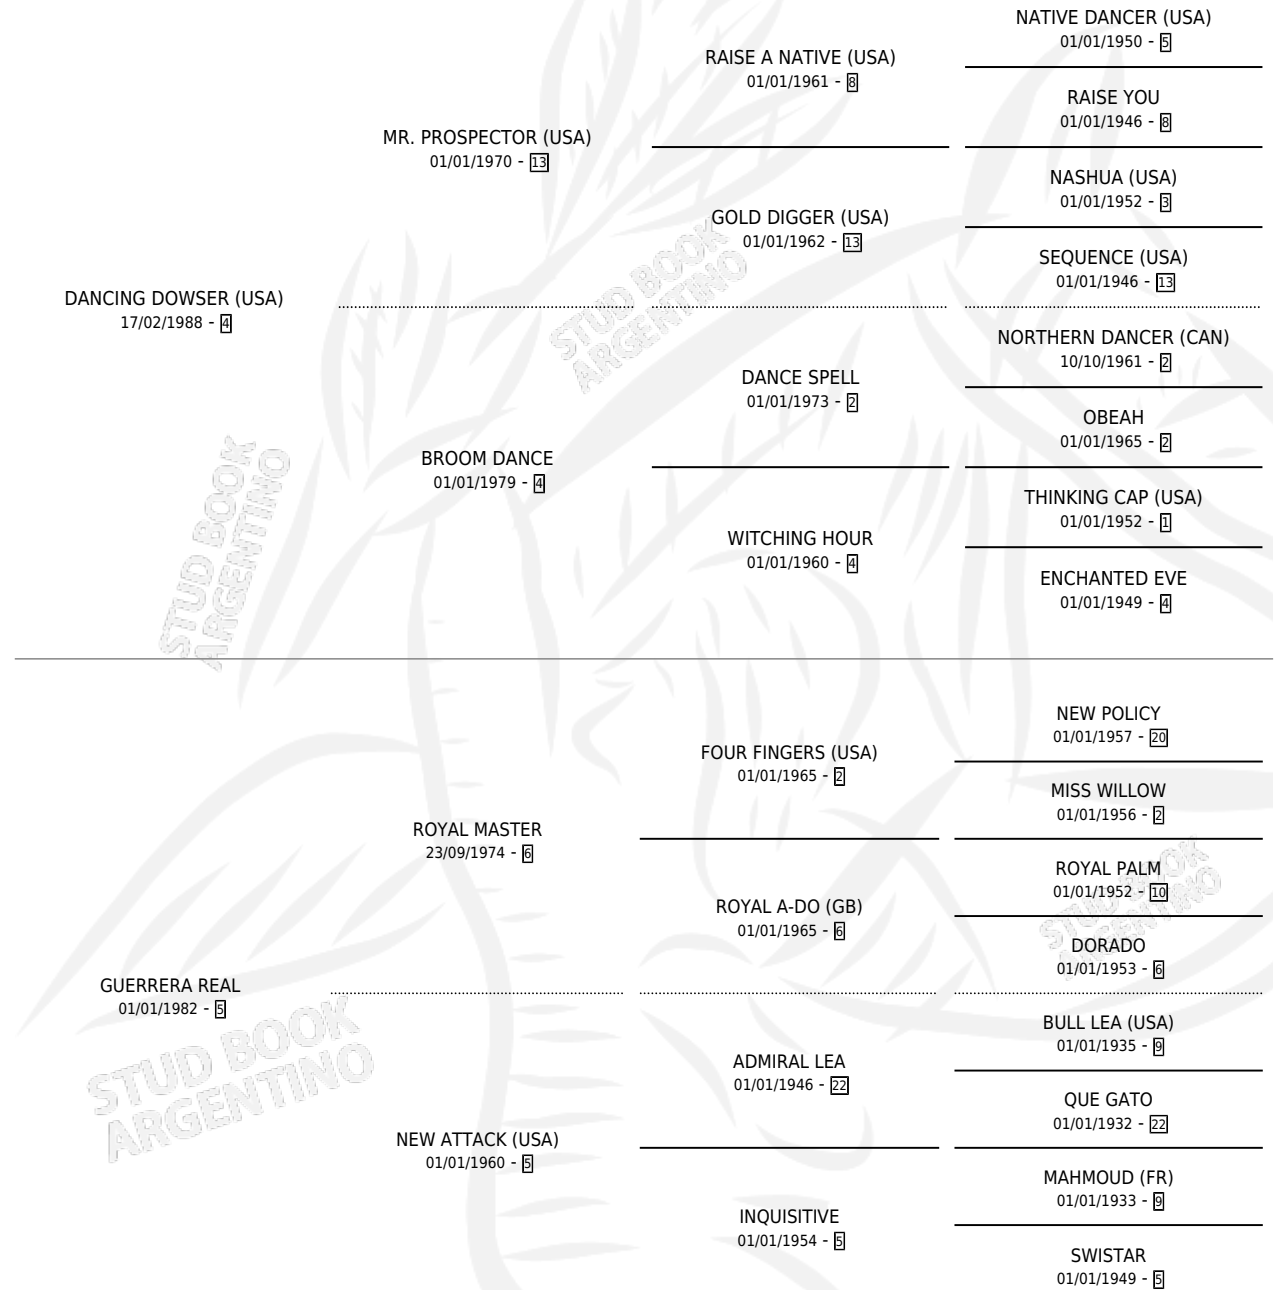 NATIVE DANCER (USA)
01/01/1950 - 5
RAISE A NATIVE (USA)
01/01/1961 - 8
RAISE YOU
01/01/1946 - 8
MR. PROSPECTOR (USA)
01/01/1970 - 13
NASHUA (USA)
01/01/1952 - 3
GOLD DIGGER (USA)
01/01/1962 - 13
SEQUENCE (USA)
01/01/1946 - 13
DANCING DOWSER (USA)
17/02/1988 - 4
NORTHERN DANCER (CAN)
10/10/1961 - 2
DANCE SPELL
01/01/1973 - 2
OBEAH
01/01/1965 - 2
BROOM DANCE
01/01/1979 - 4
THINKING CAP (USA)
01/01/1952 - 1
WITCHING HOUR
01/01/1960 - 4
ENCHANTED EVE
01/01/1949 - 4
NEW POLICY
01/01/1957 - 20
FOUR FINGERS (USA)
01/01/1965 - 2
MISS WILLOW
01/01/1956 - 2
ROYAL MASTER
23/09/1974 - 6
ROYAL PALM
01/01/1952 - 10
ROYAL A-DO (GB)
01/01/1965 - 6
DORADO
01/01/1953 - 6
GUERRERA REAL
01/01/1982 - 5
BULL LEA (USA)
01/01/1935 - 9
ADMIRAL LEA
01/01/1946 - 22
QUE GATO
01/01/1932 - 22
NEW ATTACK (USA)
01/01/1960 - 5
MAHMOUD (FR)
01/01/1933 - 9
INQUISITIVE
01/01/1954 - 5
SWISTAR
01/01/1949 - 5
STUD BOOK
ARGENTINO
STUD BOOK
ARGENTINO
STUD BOOK
ARGENTINO
STUD BOOK
ARGENTINO